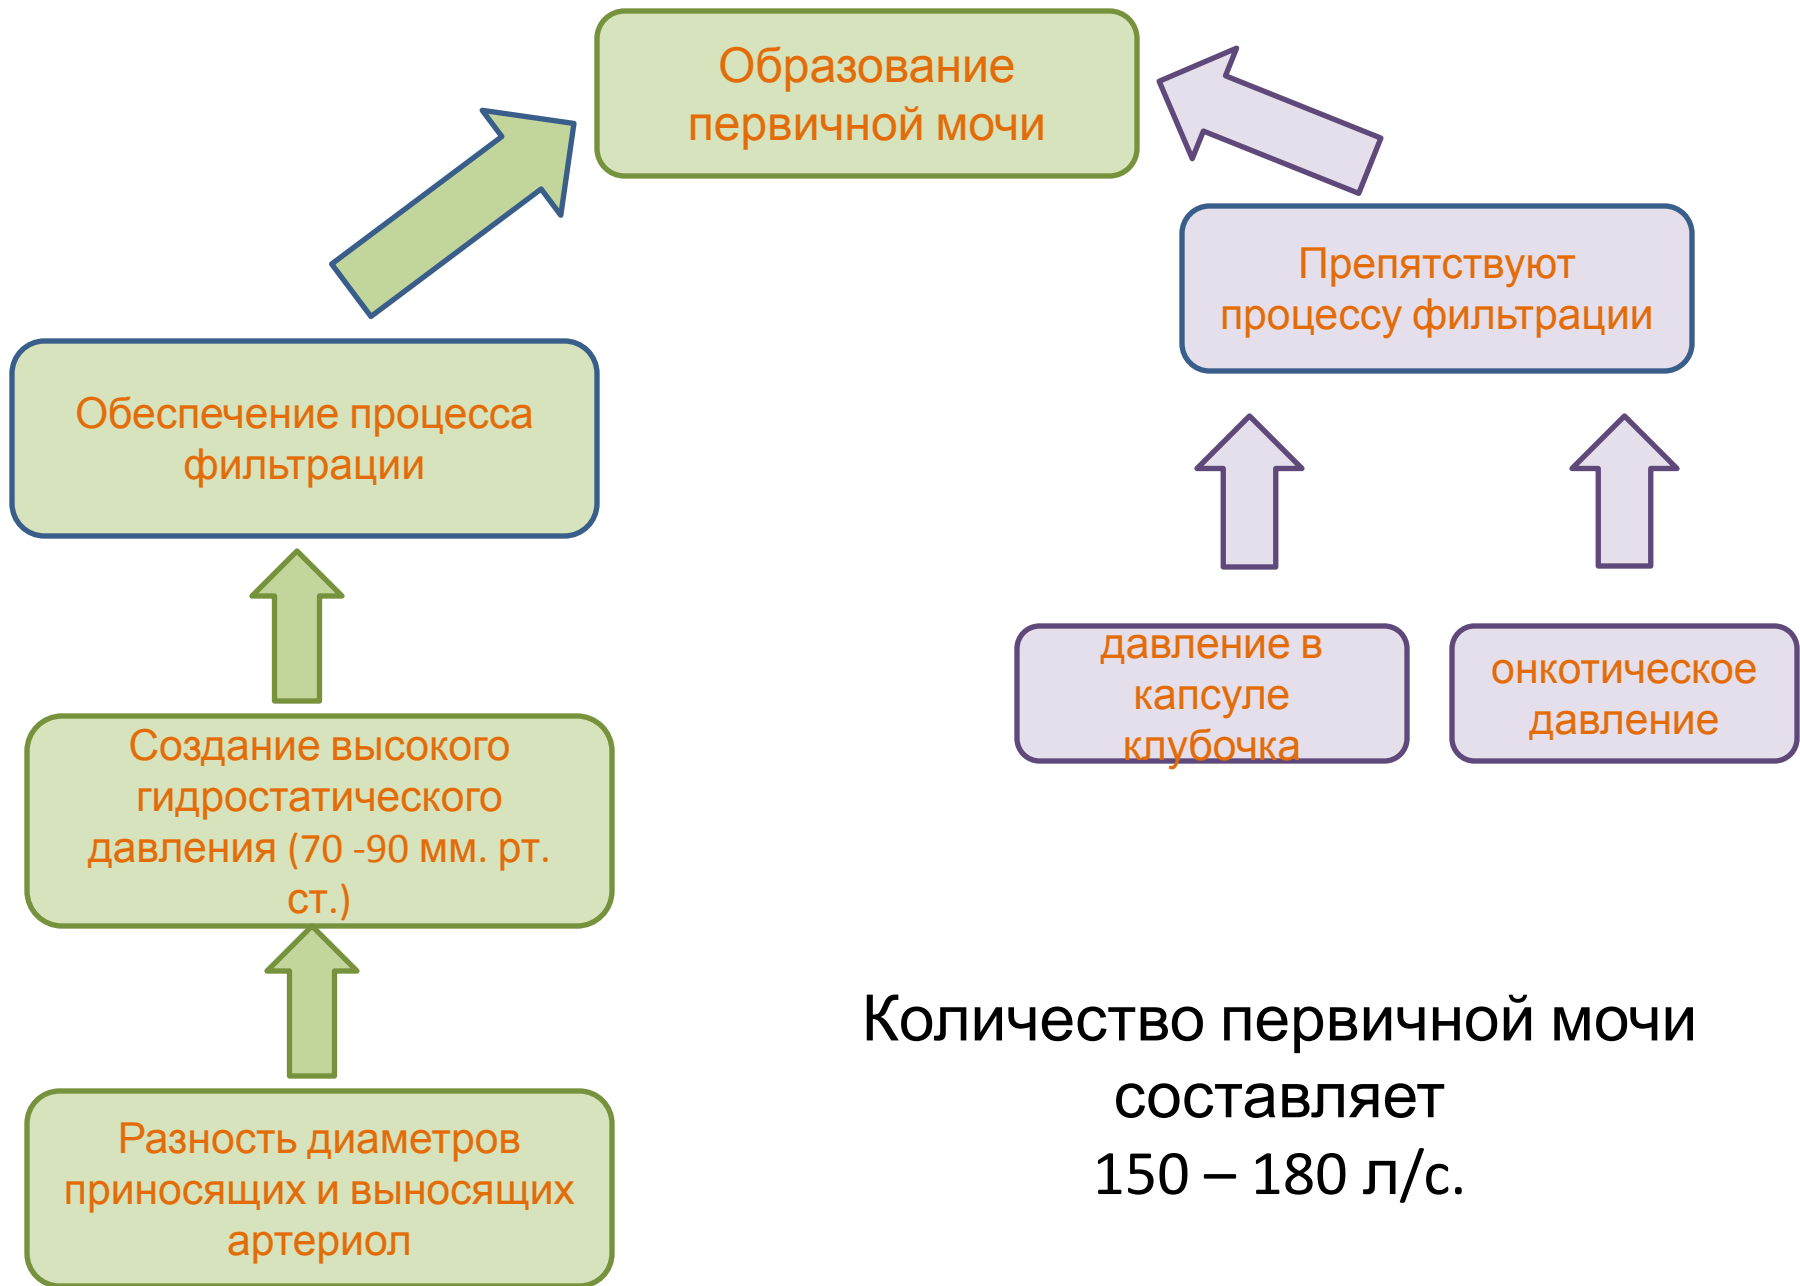 Образование
первичной мочи
Препятствуют
процессу фильтрации
Обеспечение процесса
фильтрации
давление в
капсуле
клубочка
онкотическое
давление
Создание высокого
гидростатического
давления (70 -90 мм. рт.
ст.)
Разность диаметров
приносящих и выносящих
артериол
Количество первичной мочи
составляет
150 – 180 л/с.